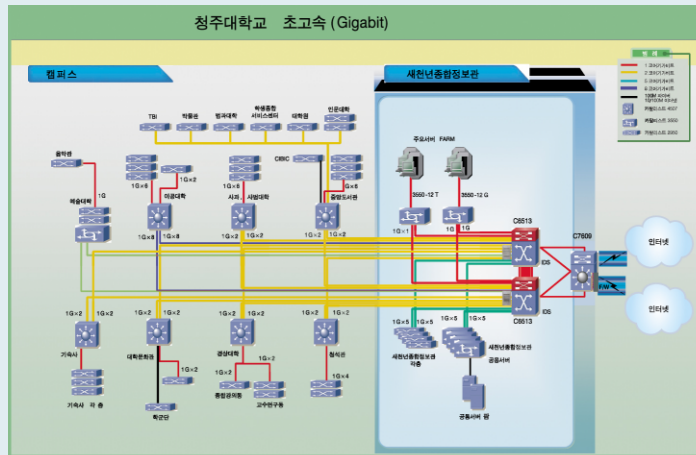 청주대학교 초고속 (Gigabit)
캠퍼스
새천년종합정보관
범 례
TBI
박물관
법과대학
학생종합
서비스센터
대학원
인문대학
음악관
1G
예술대학
1G×6
1G×2
이공대학
1G×6
사과, 사범대학
CIBIC
G×6
중앙도서관
1G×8
1G×8
1G×2
1G×2
1G×2
1G×2
주요서버 FARM
3550-12 T
3550-12 G
1G×1
1G
1G
C6513
IDS
C7609
인터넷
F/W
인터넷
C6513
IDS
1G×2
1G×2
1G×2
1G×2
1G×2
1G×2
1G×2
1G×2
1G×5
1G×5
1G×5
1G×5
기숙사
대학문화관
경상대학
청석관
1G×2
1G×2
1G×2
1G×4
기숙사 각 층
학군단
종합강의동
교수연구동
새천년종합정보관
각층
새천년종합정보관
공동서버
공동서버 팜